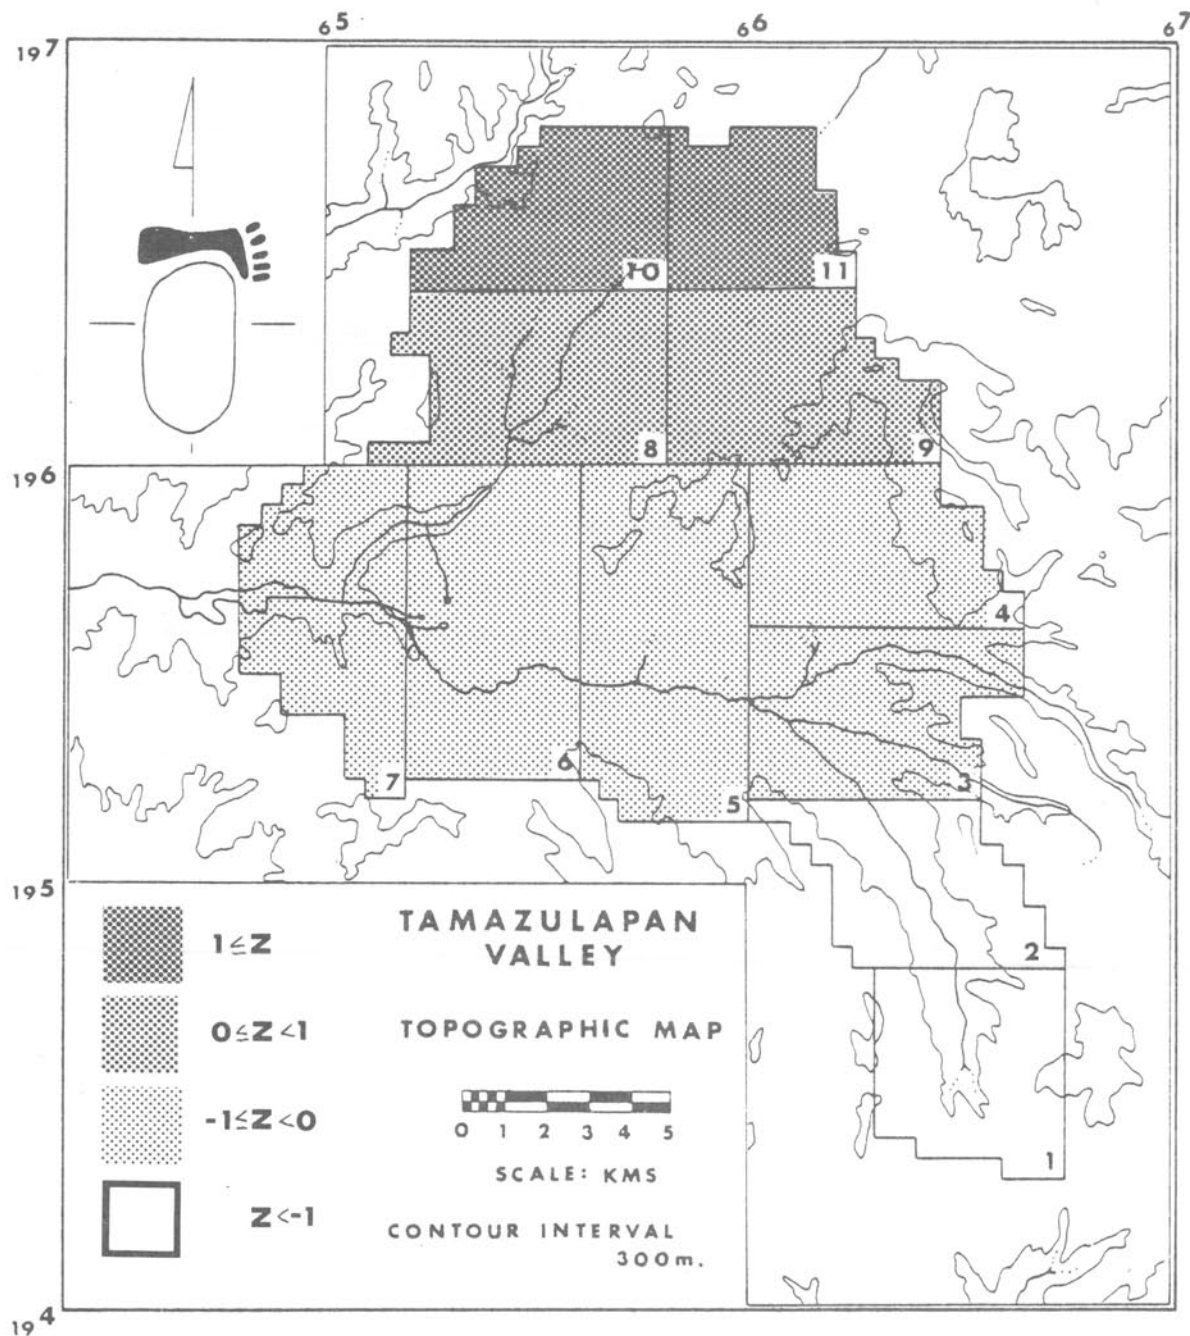 65
66
67
197
10
11
8
9
196
4
7
6
5
3
195
2
1
1≤Z
0≤Z<1
-1≤Z<0
Z<-1
TAMAZULAPAN
VALLEY
TOPOGRAPHIC MAP
0 1 2 3 4 5
SCALE: KMS
CONTOUR INTERVAL
300m.
194